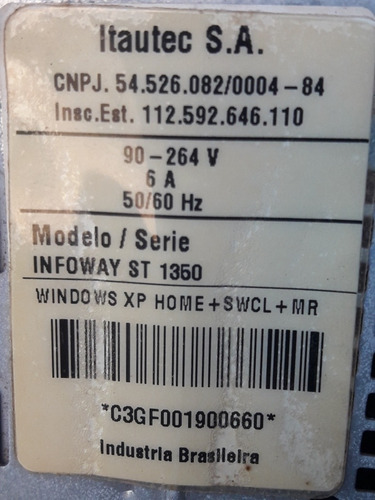 Itautec S.A.
CNPJ. 54.526.082/0004-84
Insc.Est. 112.592.646.110
90-264 V
6 A
50/60 Hz
Modelo / Serie
INFOWAY ST 1350
WINDOWS XP HOME+SWCL+MR
*C3GF001900660*
Industria Brasileira